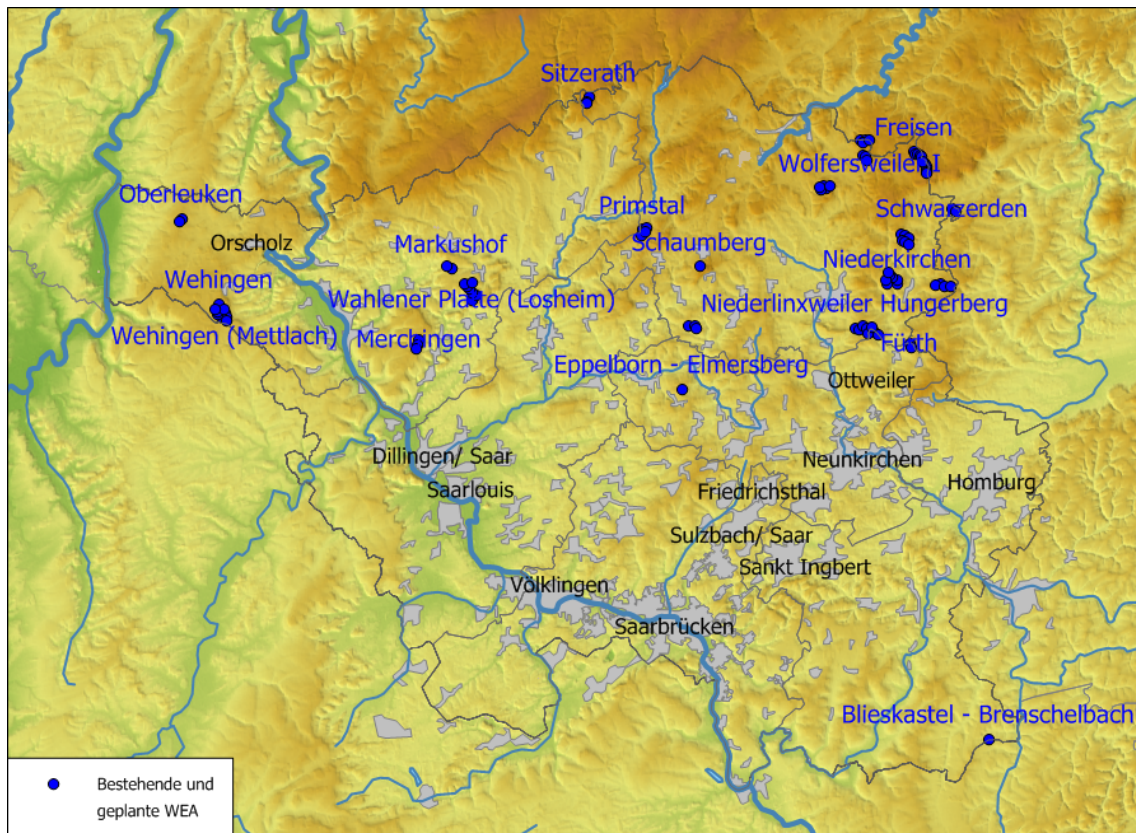 Sitzerath
Freisen
Wolfersweiler I
Oberleuken
Primstal
Schwarzerden
Orscholz
Markushof
Schaumberg
Niederkirchen
Wehingen
Wahlener Platte (Losheim)
Niederlinxweiler Hungerberg
Wehingen (Mettlach)
Merchingen
Fürth
Eppelborn - Elmersberg
Ottweiler
Dillingen/ Saar
Neunkirchen
Saarlouis
Friedrichsthal
Homburg
Sulzbach/ Saar
Sankt Ingbert
Völklingen
Saarbrücken
Blieskastel - Brenschelbach
Bestehende und
geplante WEA